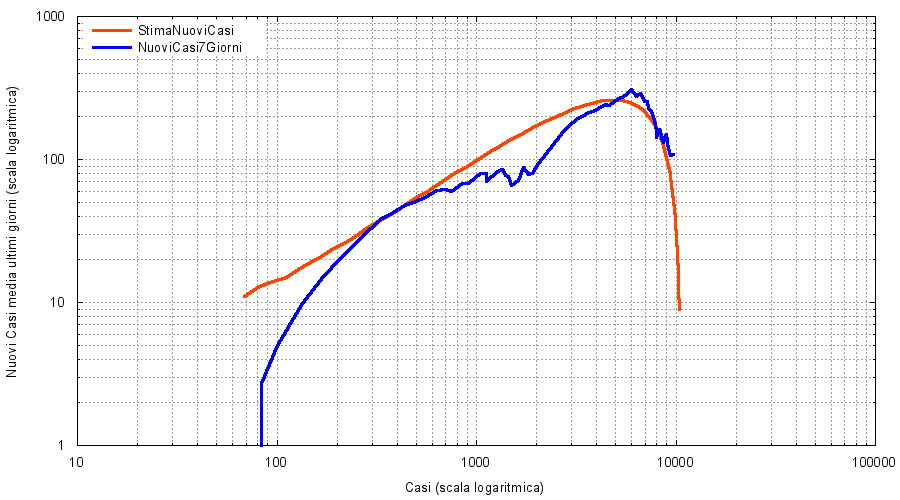 1000
StimaNuoviCasi
NuoviCasi7Giorni
100
10
1
Nuovi Casi media ultimi giorni (scala logaritmica)
10 100 1000 10000 100000
Casi (scala logaritmica)